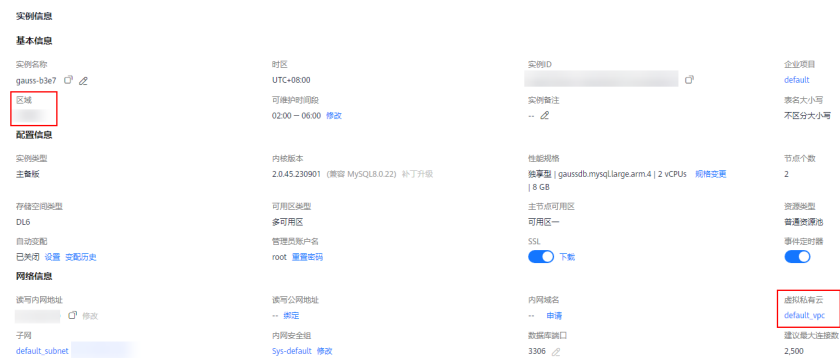 实例信息
基本信息
实例名称 时区 实例ID 企业项目
gauss-b3e7 UTC+08:00 default
区域 可维护时间段 实例备注 表名大小写
02:00 — 06:00 修改 -- 不区分大小写
配置信息
实例类型 内核版本 性能规格 节点个数
主备版 2.0.45.230901 (兼容 MySQL8.0.22) 补丁升级 独享型 | gaussdb.mysql.large.arm.4 | 2 vCPUs 规格变更 2
| 8 GB
存储空间类型 可用区类型 主节点可用区 资源类型
DL6 多可用区 可用区一 普通资源池
自动变配 管理员账户名 SSL 事件定时器
已关闭 设置 变配历史 root 重置密码 下载
网络信息
读写内网地址 读写公网地址 内网域名 虚拟私有云
修改 -- 绑定 -- 申请 default_vpc
子网 内网安全组 数据库端口 建议最大连接数
default_subnet Sys-default 修改 3306 2,500